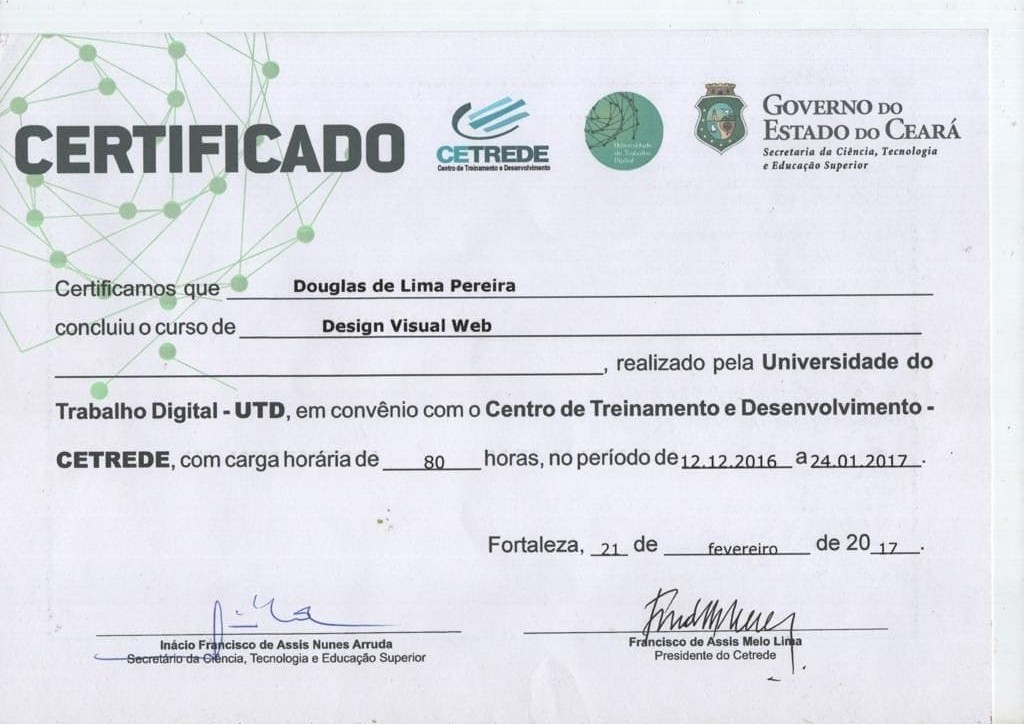 CERTIFICADO
CETREDE
Centro de Treinamento e Desenvolvimento
Universidade
do Trabalho
Digital
GOVERNO DO
ESTADO DO CEARÁ
Secretaria da Ciência, Tecnologia
e Educação Superior
Certificamos que Douglas de Lima Pereira
concluiu o curso de Design Visual Web
, realizado pela Universidade do
Trabalho Digital - UTD, em convênio com o Centro de Treinamento e Desenvolvimento -
CETREDE, com carga horária de 80 horas, no período de 12.12.2016 a 24.01.2017.
Fortaleza, 21 de fevereiro de 2017.
Inácio Francisco de Assis Nunes Arruda
Secretário da Ciência, Tecnologia e Educação Superior
Francisco de Assis Melo Lima
Presidente do Cetrede